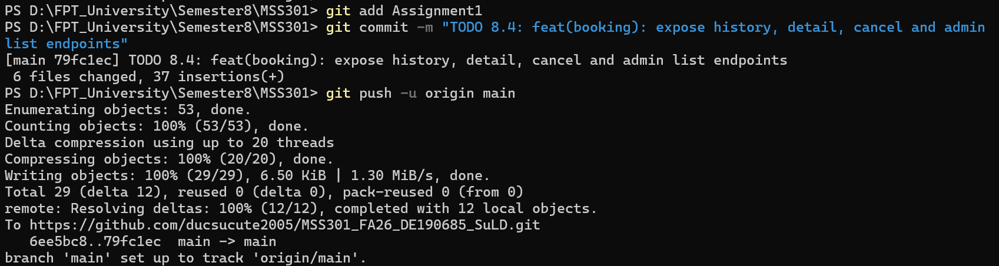 PS D:\FPT_University\Semester8\MSS301> git add Assignment1
PS D:\FPT_University\Semester8\MSS301> git commit -m "TODO 8.4: feat(booking): expose history, detail, cancel and admin
list endpoints"
[main 79fc1ec] TODO 8.4: feat(booking): expose history, detail, cancel and admin list endpoints
 6 files changed, 37 insertions(+)
PS D:\FPT_University\Semester8\MSS301> git push -u origin main
Enumerating objects: 53, done.
Counting objects: 100% (53/53), done.
Delta compression using up to 20 threads
Compressing objects: 100% (20/20), done.
Writing objects: 100% (29/29), 6.50 KiB | 1.30 MiB/s, done.
Total 29 (delta 12), reused 0 (delta 0), pack-reused 0 (from 0)
remote: Resolving deltas: 100% (12/12), completed with 12 local objects.
To https://github.com/ducsucute2005/MSS301_FA26_DE190685_SuLD.git
   6ee5bc8..79fc1ec  main -> main
branch 'main' set up to track 'origin/main'.